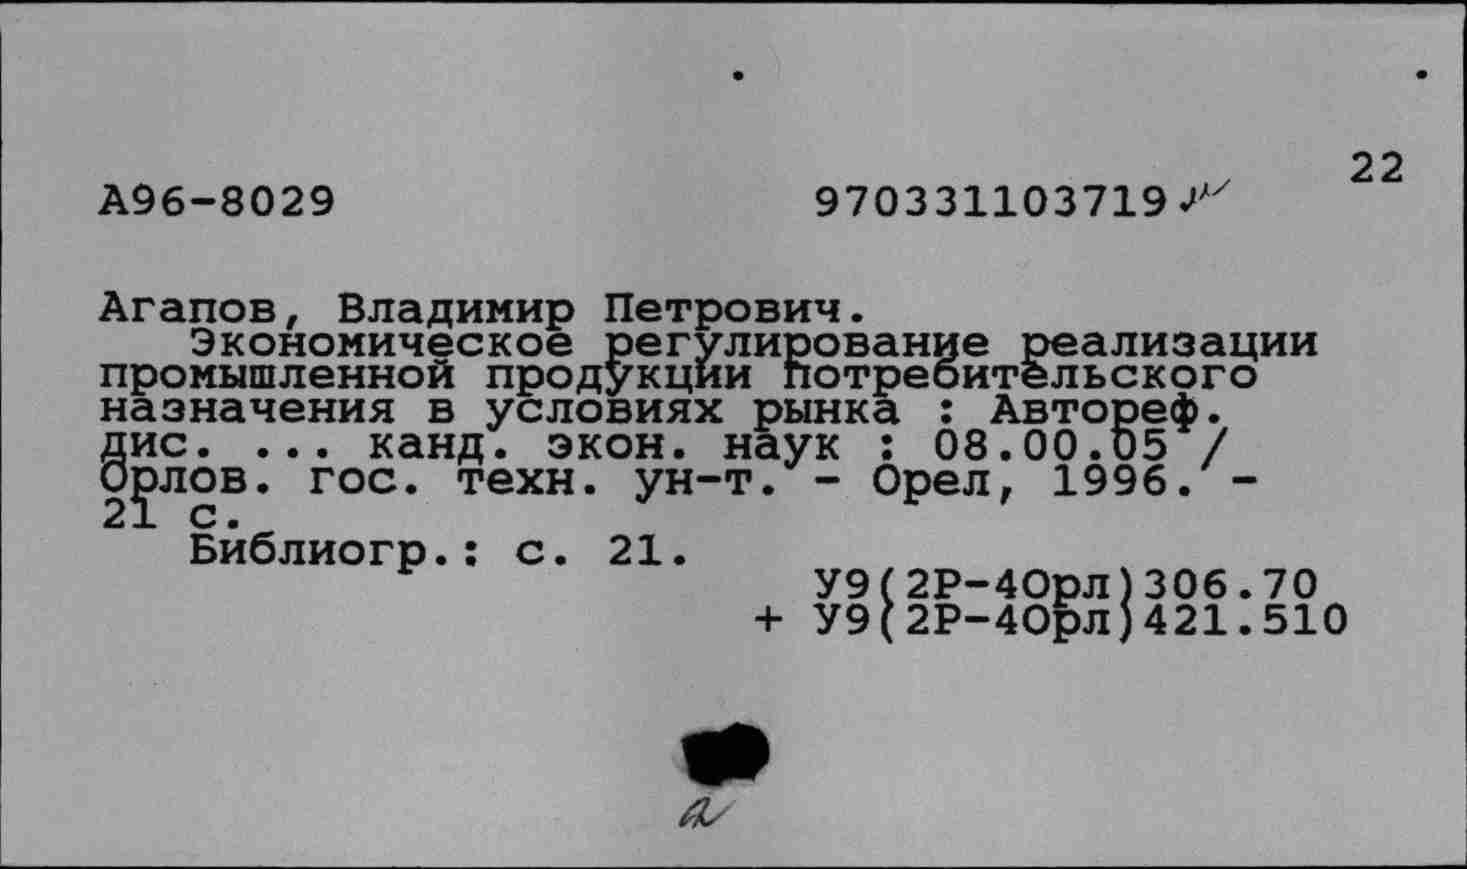 22
А96-8029 970331103719
Агапов, Владимир Петрович.
Экономическое регулирование реализации
промышленной продукции потребительского
назначения в условиях рынка : Автореф.
дис. ... канд. экон. наук : 08.00.05 /
Орлов. гос. техн. ун-т. - Орел, 1996. -
21 с.
Библиогр.: с. 21.
У9(2Р-4Орл)306.70
+ У9(2Р-4Орл)421.510